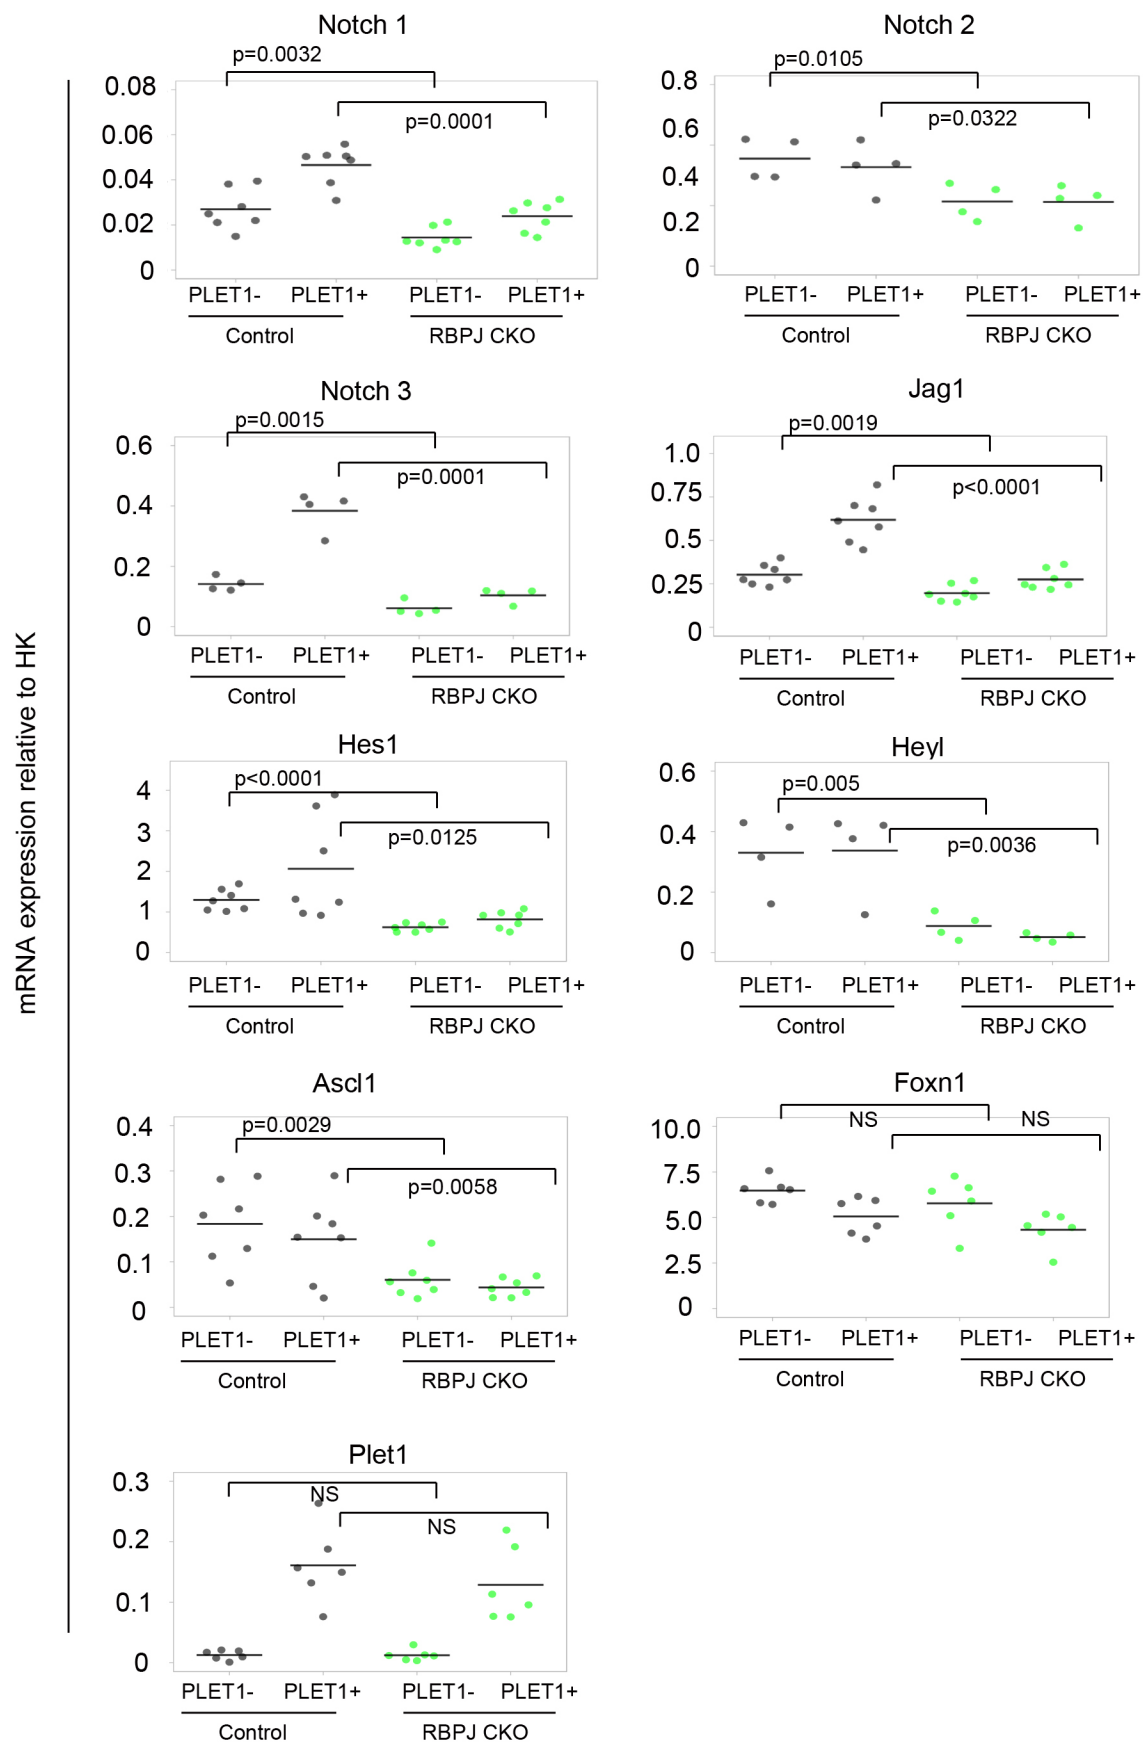 Notch 1
p=0.0032
p=0.0001
0.08
0.06
0.04
0.02
0
PLET1- PLET1+ PLET1- PLET1+
Control RBPJ CKO
Notch 2
p=0.0105
p=0.0322
0.8
0.6
0.4
0.2
0
PLET1- PLET1+ PLET1- PLET1+
Control RBPJ CKO
mRNA expression relative to HK
Notch 3
p=0.0015
p=0.0001
0.6
0.4
0.2
0
PLET1- PLET1+ PLET1- PLET1+
Control RBPJ CKO
Jag1
p=0.0019
p<0.0001
1.0
0.75
0.5
0.25
0
PLET1- PLET1+ PLET1- PLET1+
Control RBPJ CKO
Hes1
p<0.0001
p=0.0125
4
3
2
1
0
PLET1- PLET1+ PLET1- PLET1+
Control RBPJ CKO
Heyl
p=0.005
p=0.0036
0.6
0.4
0.2
0
PLET1- PLET1+ PLET1- PLET1+
Control RBPJ CKO
Ascl1
p=0.0029
p=0.0058
0.4
0.3
0.2
0.1
0
PLET1- PLET1+ PLET1- PLET1+
Control RBPJ CKO
Foxn1
NS NS
10.0
7.5
5.0
2.5
0
PLET1- PLET1+ PLET1- PLET1+
Control RBPJ CKO
Plet1
NS
NS
0.3
0.2
0.1
0
PLET1- PLET1+ PLET1- PLET1+
Control RBPJ CKO